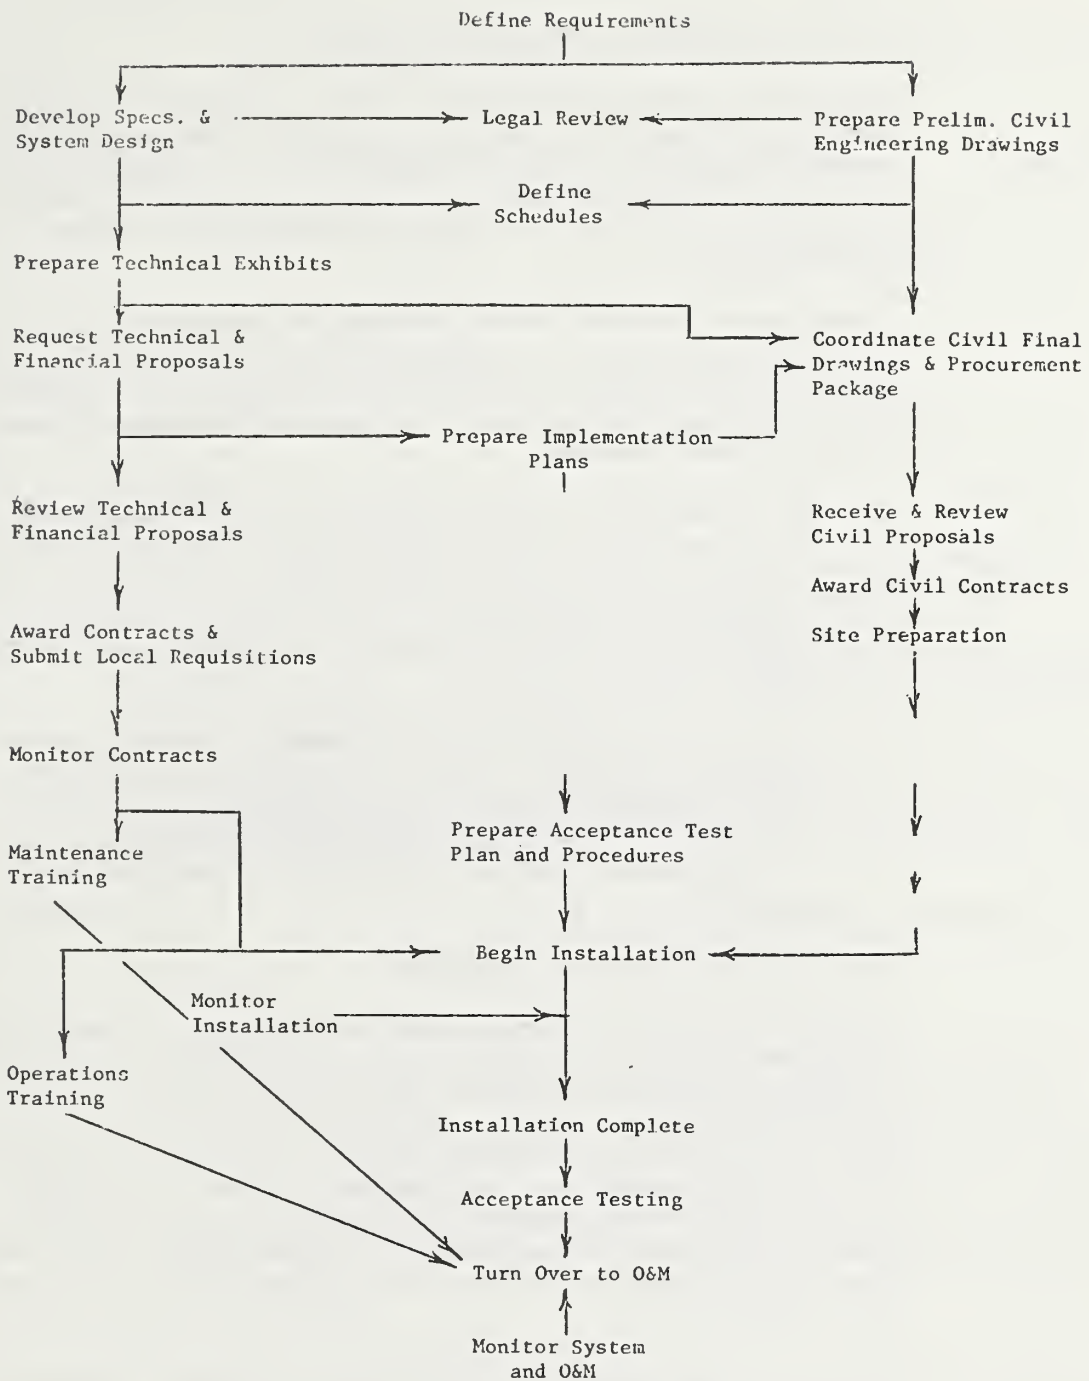 Define Requirements
Develop Specs. &
System Design
Legal Review
Prepare Prelim. Civil
Engineering Drawings
Define
Schedules
Prepare Technical Exhibits
Request Technical &
Financial Proposals
Coordinate Civil Final
Drawings & Procurement
Package
Prepare Implementation
Plans
Review Technical &
Financial Proposals
Receive & Review
Civil Proposals
Award Civil Contracts
Site Preparation
Award Contracts &
Submit Local Requisitions
Monitor Contracts
Prepare Acceptance Test
Plan and Procedures
Maintenance
Training
Begin Installation
Monitor
Installation
Operations
Training
Installation Complete
Acceptance Testing
Turn Over to O&M
Monitor System
and O&M